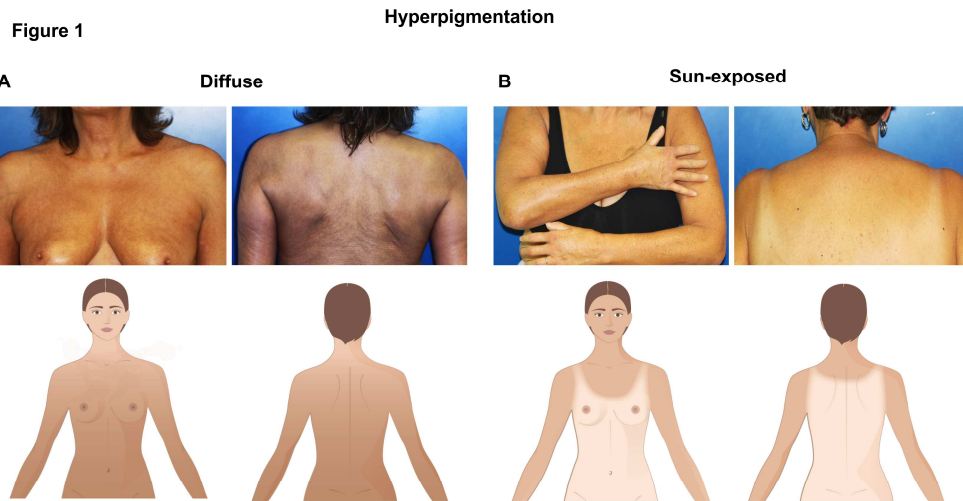 Hyperpigmentation
Figure 1
A
Diffuse
B
Sun-exposed